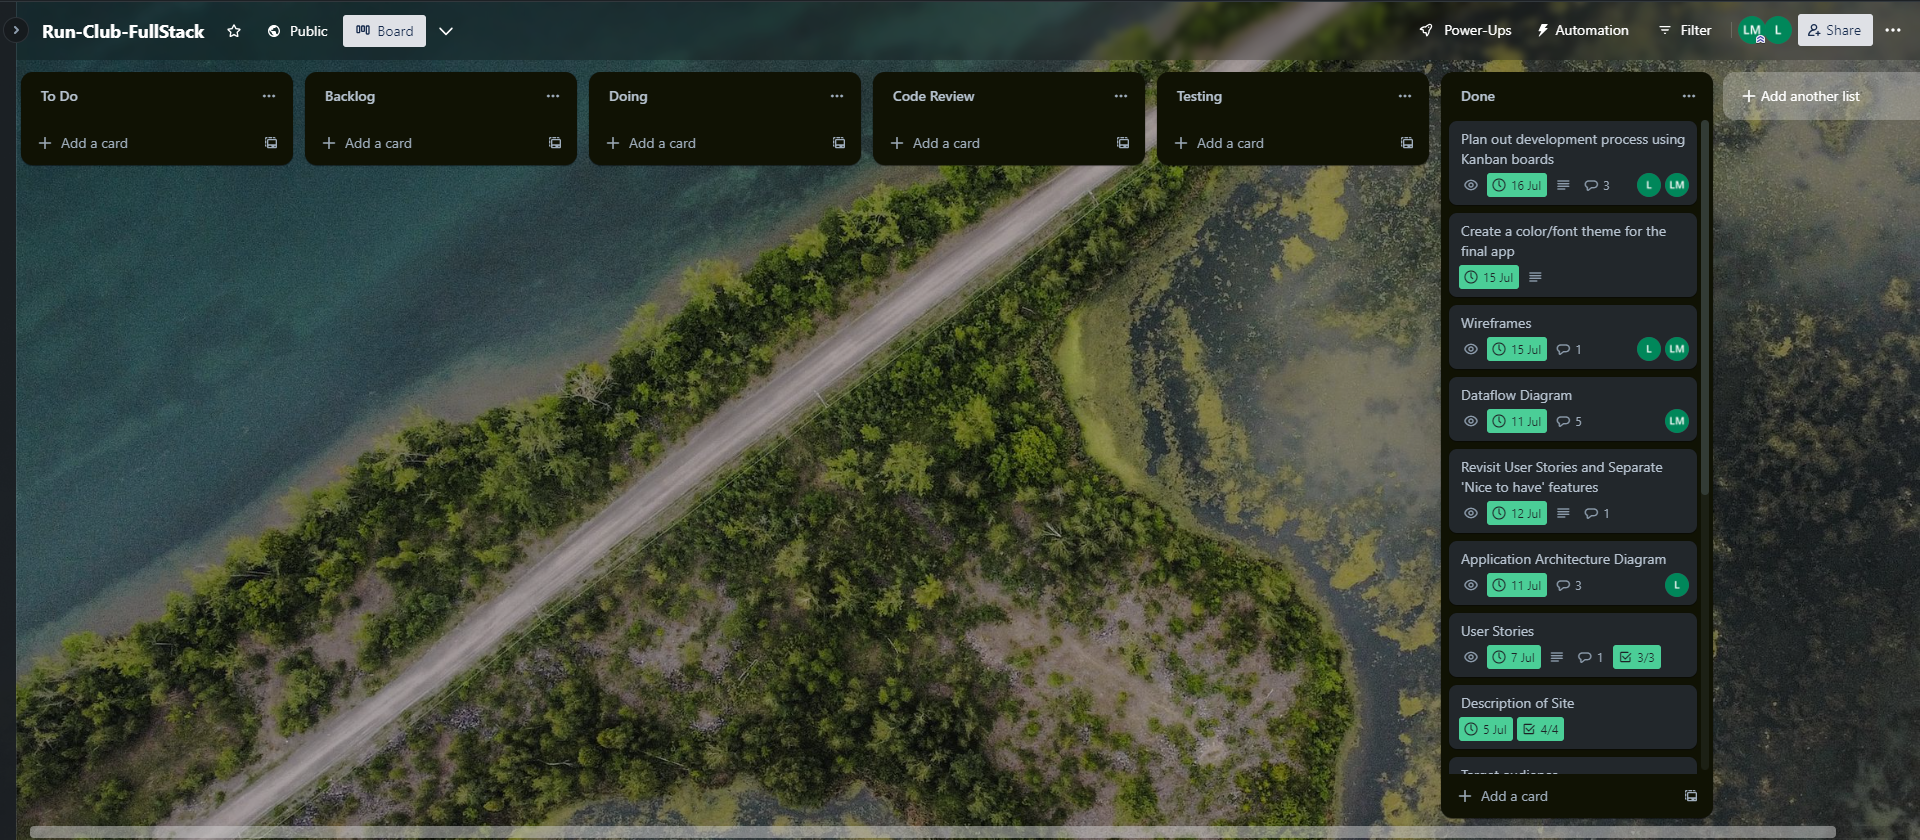 Run-Club-FullStack
Public
Board
Power-Ups
Automation
Filter
LM
L
Share
To Do
Add a card
Backlog
Add a card
Doing
Add a card
Code Review
Add a card
Testing
Add a card
Done
Plan out development process using
Kanban boards
16 Jul
3
L
LM
Create a color/font theme for the
final app
15 Jul
Wireframes
15 Jul
1
L
LM
Dataflow Diagram
11 Jul
5
LM
Revisit User Stories and Separate
'Nice to have' features
12 Jul
1
Application Architecture Diagram
11 Jul
3
L
User Stories
7 Jul
1
3/3
Description of Site
5 Jul
4/4
Target audience
Add a card
Add another list